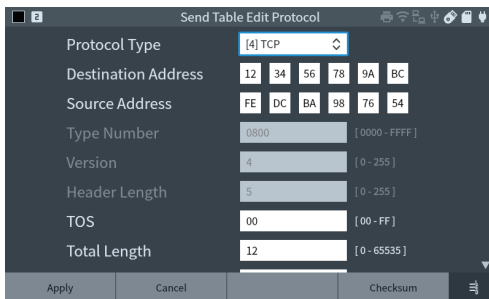 2 Send Table Edit Protocol
Protocol Type [4] TCP
Destination Address 12 34 56 78 9A BC
Source Address FE DC BA 98 76 54
Type Number 0800 [ 0000 - FFFF ]
Version 4 [ 0 - 255 ]
Header Length 5 [ 0 - 255 ]
TOS 00 [ 00 - FF ]
Total Length 12 [ 0 - 65535 ]
Apply Cancel Checksum